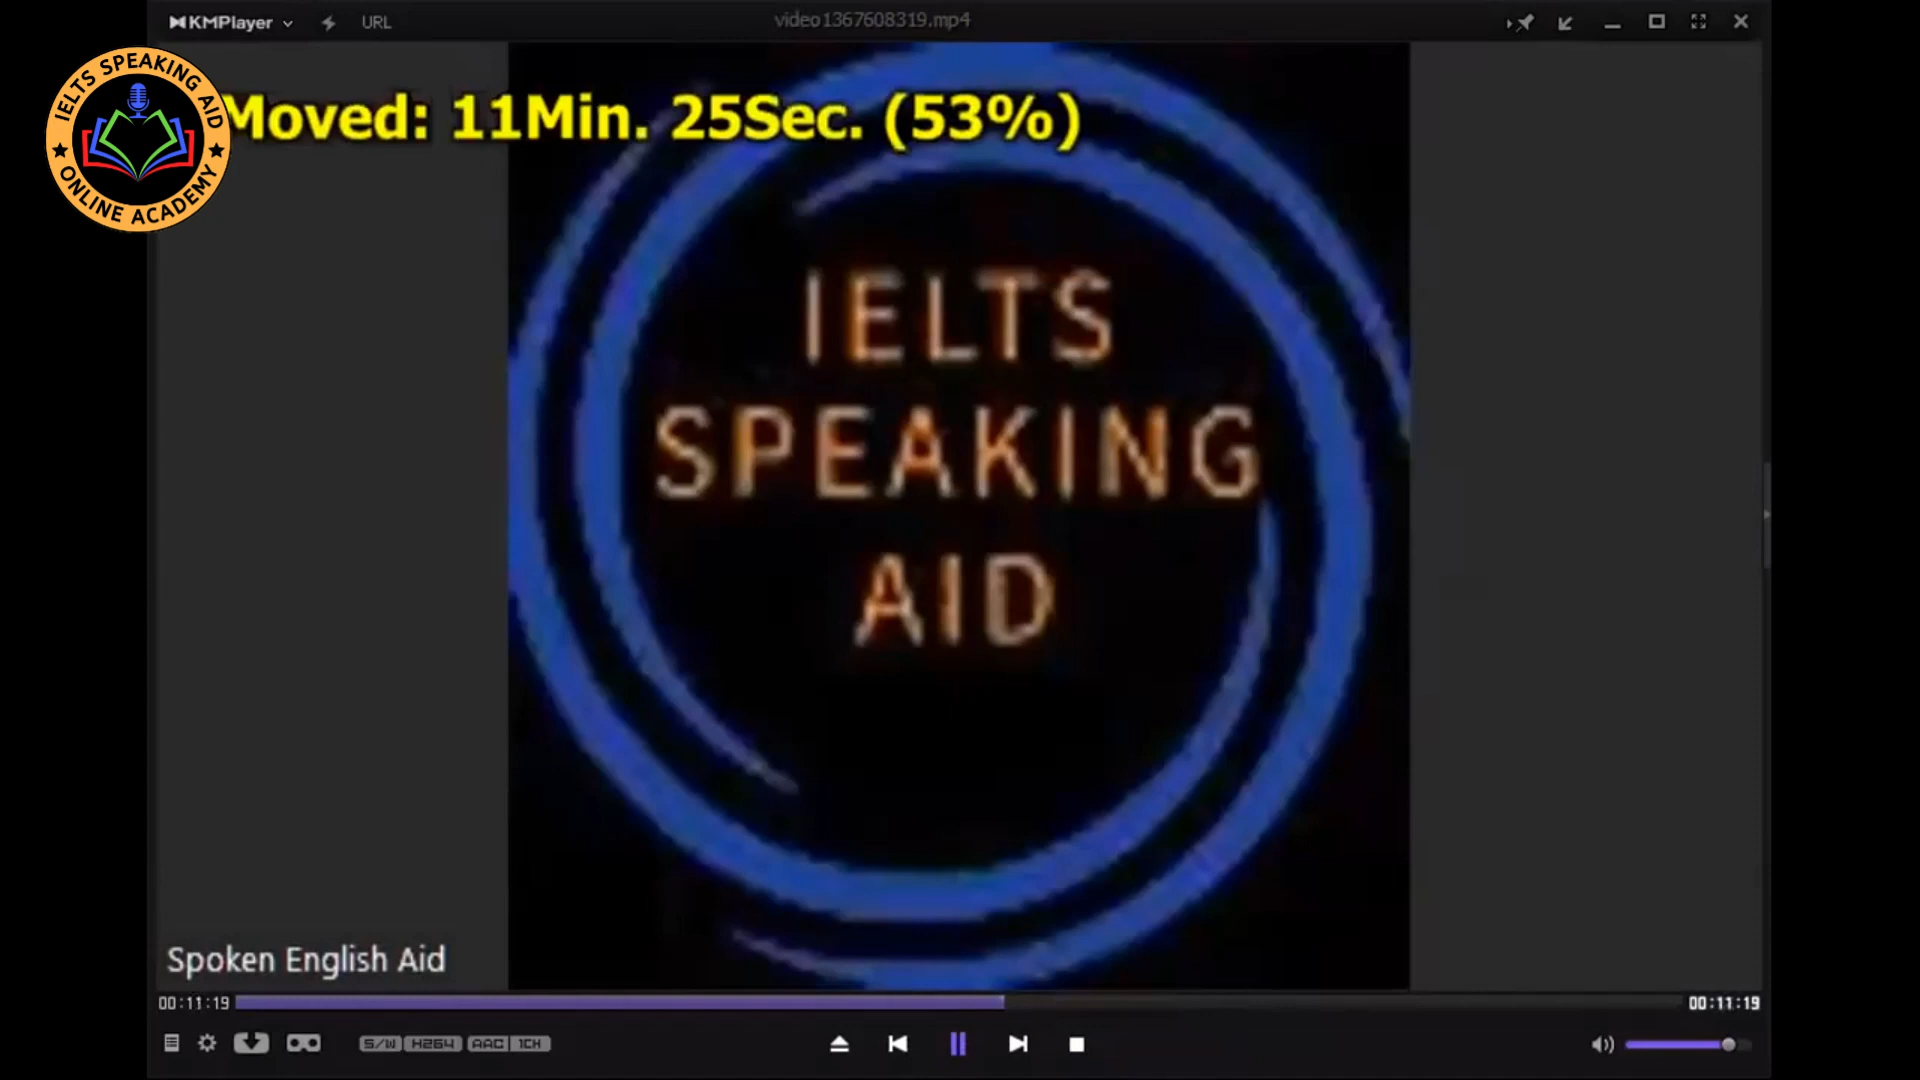 KMPlayer URL video1367608319.mp4
IELTS SPEAKING AID
ONLINE ACADEMY
Moved: 11Min. 25Sec. (53%)
IELTS
SPEAKING
AID
Spoken English Aid
00:11:19 00:11:19
S/W H264 AAC 1CH